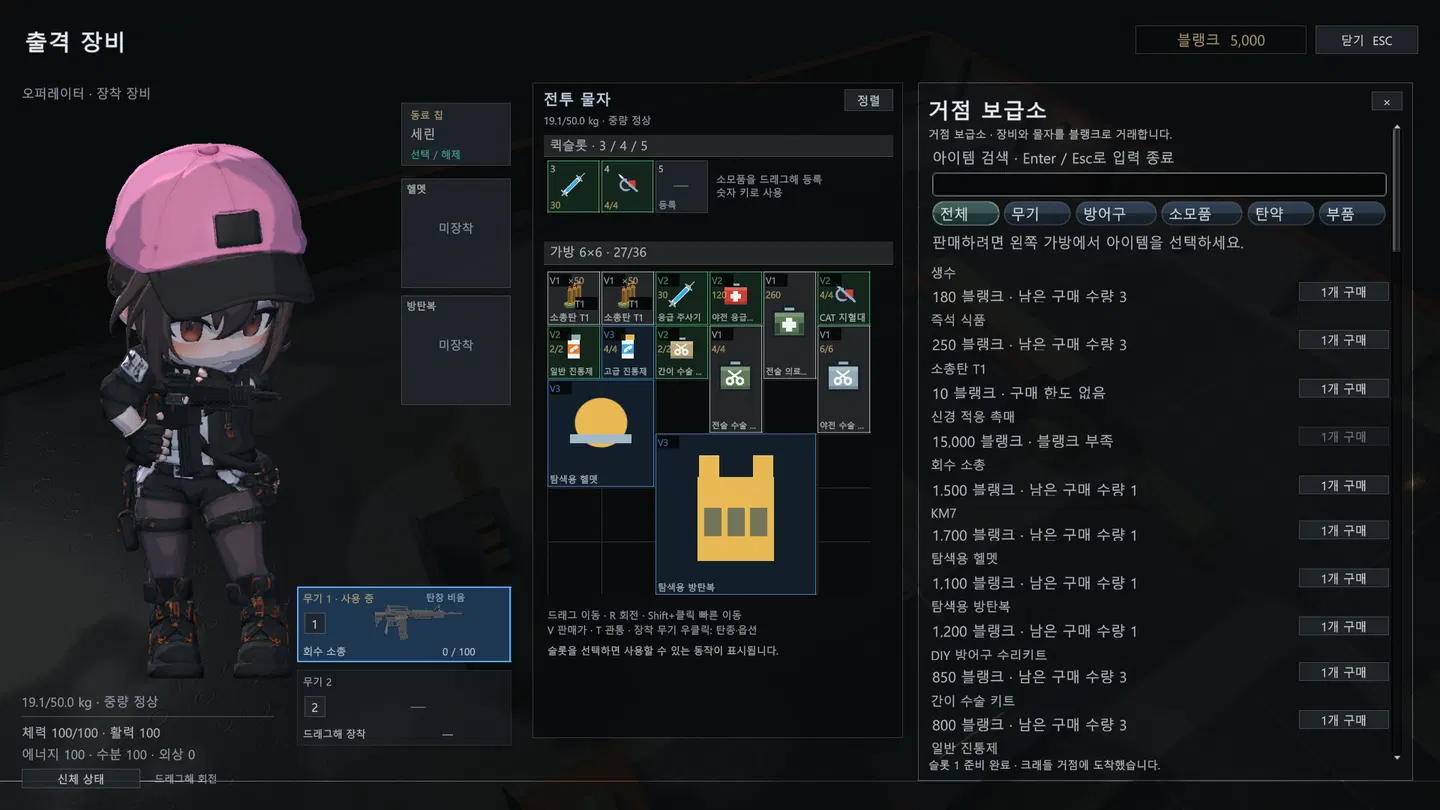 출격 장비
블랭크 5,000
닫기 ESC
오퍼레이터 · 장착 장비
동료 칩
세린
선택 / 해제
헬멧
미장착
방탄복
미장착
무기 1 · 사용 중
탄창 비움
1
회수 소총
0 / 100
무기 2
2
—
드래그해 장착
—
19.1/50.0 kg · 중량 정상
체력 100/100 · 활력 100
에너지 100 · 수분 100 · 외상 0
신체 상태
드래그해 회전
전투 물자
정렬
19.1/50.0 kg · 중량 정상
퀵슬롯 · 3 / 4 / 5
3
30
4
4/4
5
—
등록
소모품을 드래그해 등록
숫자 키로 사용
가방 6×6 · 27/36
V1 ×50
T1
소총탄 T1
V1 ×50
T1
소총탄 T1
V2
30
응급 주사기
V2
120
야전 응급...
V1
260
전술 의료...
V2
4/4
CAT 지혈대
V2
2/2
일반 진통제
V3
4/4
고급 진통제
V2
2/2
간이 수술 ...
V1
4/4
전술 수술 ...
V1
6/6
야전 수술 ...
V3
탐색용 헬멧
V3
탐색용 방탄복
드래그 이동 · R 회전 · Shift+클릭 빠른 이동
V 판매가 · T 관통 · 장착 무기 우클릭: 탄종·옵션
슬롯을 선택하면 사용할 수 있는 동작이 표시됩니다.
거점 보급소
×
거점 보급소 · 장비와 물자를 블랭크로 거래합니다.
아이템 검색 · Enter / Esc로 입력 종료
전체
무기
방어구
소모품
탄약
부품
판매하려면 왼쪽 가방에서 아이템을 선택하세요.
생수
180 블랭크 · 남은 구매 수량 3
1개 구매
즉석 식품
250 블랭크 · 남은 구매 수량 3
1개 구매
소총탄 T1
10 블랭크 · 구매 한도 없음
1개 구매
신경 적응 촉매
15,000 블랭크 · 블랭크 부족
1개 구매
회수 소총
1,500 블랭크 · 남은 구매 수량 1
1개 구매
KM7
1,700 블랭크 · 남은 구매 수량 1
1개 구매
탐색용 헬멧
1,100 블랭크 · 남은 구매 수량 1
1개 구매
탐색용 방탄복
1,200 블랭크 · 남은 구매 수량 1
1개 구매
DIY 방어구 수리키트
850 블랭크 · 남은 구매 수량 3
1개 구매
간이 수술 키트
800 블랭크 · 남은 구매 수량 3
1개 구매
일반 진통제
슬롯 1 준비 완료 · 크래들 거점에 도착했습니다.